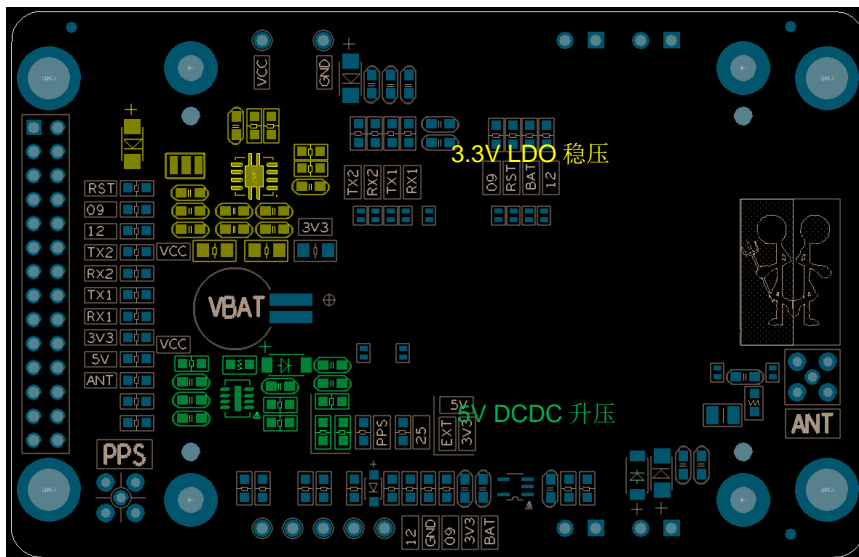 VCC
GND
3.3V LDO 稳压
TX2
RX2
TX1
RX1
09
RST
BAT
12
RST
09
12
TX2
RX2
TX1
RX1
3V3
5V
ANT
VCC
3V3
VBAT
VCC
5V
5V DCDC 升压
PPS
25
EXT
3V3
ANT
PPS
12
GND
09
3V3
BAT